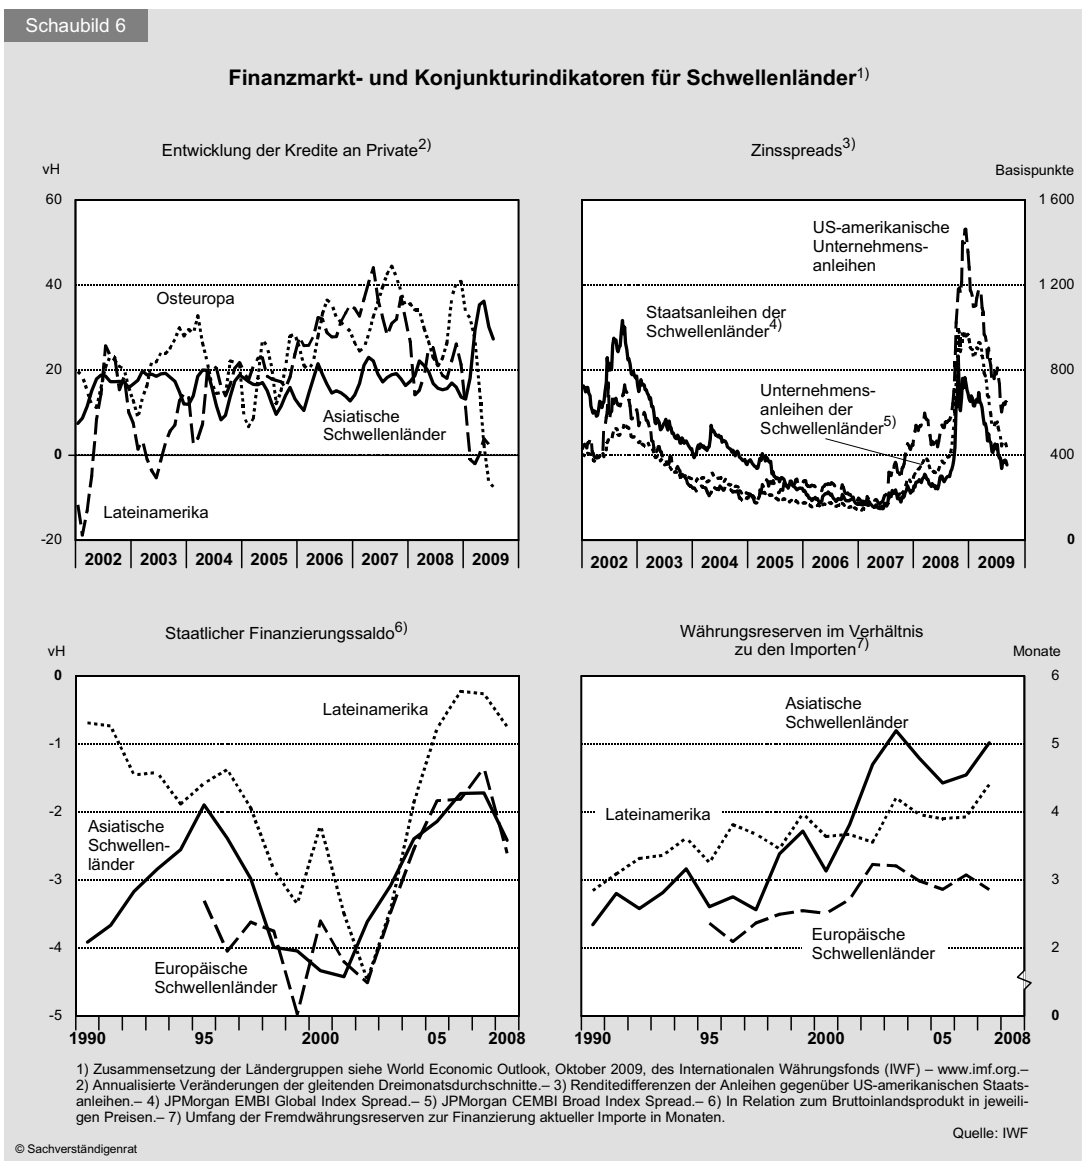 Schaubild 6
Finanzmarkt- und Konjunkturindikatoren für Schwellenländer1)
Entwicklung der Kredite an Private2)
vH
60
40
20
0
-20
Osteuropa
Asiatische
Schwellenländer
Lateinamerika
2002 2003 2004 2005 2006 2007 2008 2009
Zinsspreads3)
Basispunkte
1 600
1 200
800
400
0
US-amerikanische
Unternehmens-
anleihen
Staatsanleihen der
Schwellenländer4)
Unternehmens-
anleihen der
Schwellenländer5)
2002 2003 2004 2005 2006 2007 2008 2009
Staatlicher Finanzierungssaldo6)
vH
0
-1
-2
-3
-4
-5
Lateinamerika
Asiatische
Schwellen-
länder
Europäische
Schwellenländer
1990 95 2000 05 2008
Währungsreserven im Verhältnis
zu den Importen7)
Monate
6
5
4
3
2
0
Asiatische
Schwellenländer
Lateinamerika
Europäische
Schwellenländer
1990 95 2000 05 2008
1) Zusammensetzung der Ländergruppen siehe World Economic Outlook, Oktober 2009, des Internationalen Währungsfonds (IWF) – www.imf.org.–
2) Annualisierte Veränderungen der gleitenden Dreimonatsdurchschnitte.– 3) Renditedifferenzen der Anleihen gegenüber US-amerikanischen Staats-
anleihen.– 4) JPMorgan EMBI Global Index Spread.– 5) JPMorgan CEMBI Broad Index Spread.– 6) In Relation zum Bruttoinlandsprodukt in jeweili-
gen Preisen.– 7) Umfang der Fremdwährungsreserven zur Finanzierung aktueller Importe in Monaten.
Quelle: IWF
© Sachverständigenrat